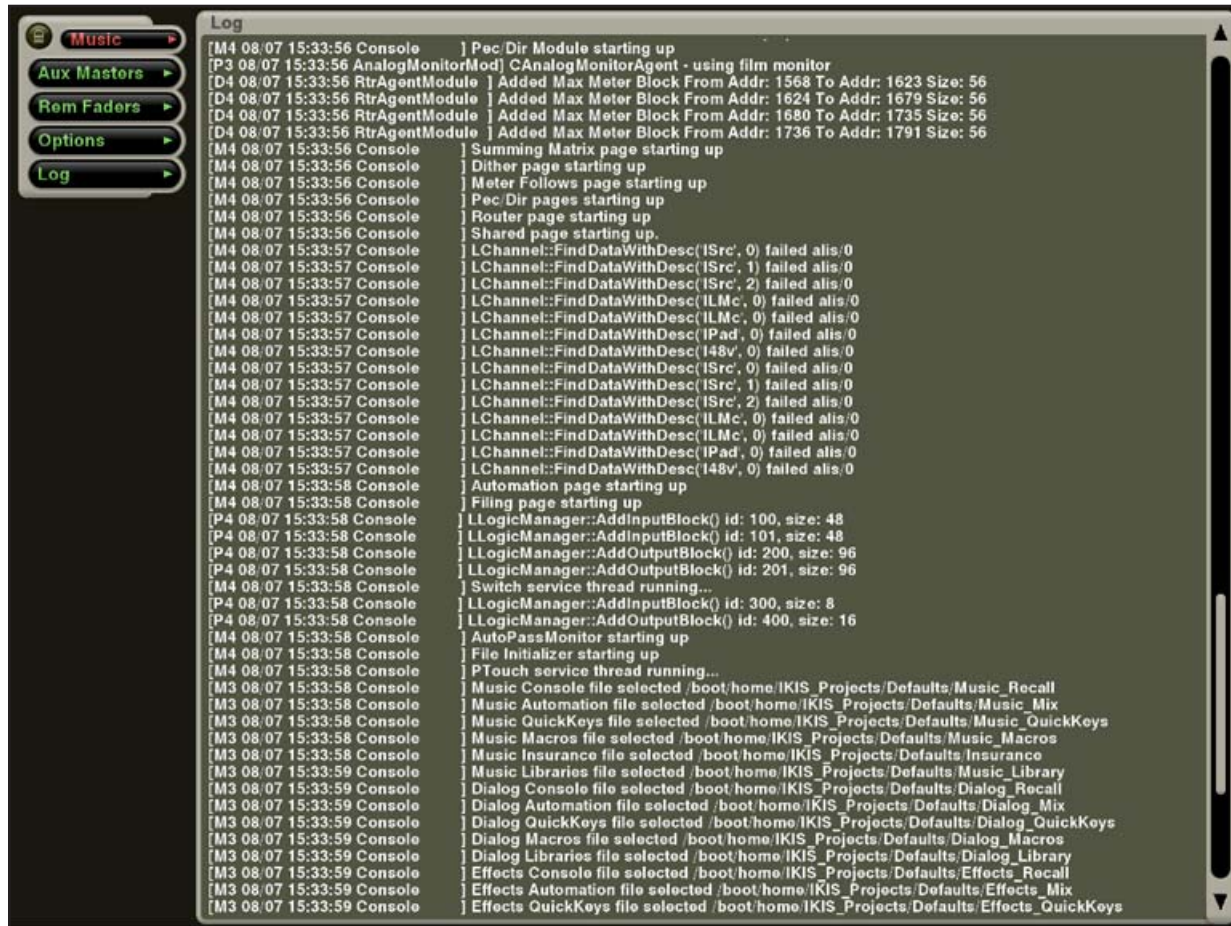 Music
Aux Masters
Rem Faders
Options
Log
Log
[M4 08/07 15:33:56 Console ] Pec/Dir Module starting up
[P3 08/07 15:33:56 AnalogMonitorMod] CAnalogMonitorAgent - using film monitor
[D4 08/07 15:33:56 RtrAgentModule ] Added Max Meter Block From Addr: 1568 To Addr: 1623 Size: 56
[D4 08/07 15:33:56 RtrAgentModule ] Added Max Meter Block From Addr: 1624 To Addr: 1679 Size: 56
[D4 08/07 15:33:56 RtrAgentModule ] Added Max Meter Block From Addr: 1680 To Addr: 1735 Size: 56
[D4 08/07 15:33:56 RtrAgentModule ] Added Max Meter Block From Addr: 1736 To Addr: 1791 Size: 56
[M4 08/07 15:33:56 Console ] Summing Matrix page starting up
[M4 08/07 15:33:56 Console ] Dither page starting up
[M4 08/07 15:33:56 Console ] Meter Follows page starting up
[M4 08/07 15:33:56 Console ] Pec/Dir pages starting up
[M4 08/07 15:33:56 Console ] Router page starting up
[M4 08/07 15:33:56 Console ] Shared page starting up.
[M4 08/07 15:33:57 Console ] LChannel::FindDataWithDesc('ISrc', 0) failed alis/0
[M4 08/07 15:33:57 Console ] LChannel::FindDataWithDesc('ISrc', 1) failed alis/0
[M4 08/07 15:33:57 Console ] LChannel::FindDataWithDesc('ISrc', 2) failed alis/0
[M4 08/07 15:33:57 Console ] LChannel::FindDataWithDesc('ILMc', 0) failed alis/0
[M4 08/07 15:33:57 Console ] LChannel::FindDataWithDesc('ILMc', 0) failed alis/0
[M4 08/07 15:33:57 Console ] LChannel::FindDataWithDesc('IPad', 0) failed alis/0
[M4 08/07 15:33:57 Console ] LChannel::FindDataWithDesc('I48v', 0) failed alis/0
[M4 08/07 15:33:57 Console ] LChannel::FindDataWithDesc('ISrc', 0) failed alis/0
[M4 08/07 15:33:57 Console ] LChannel::FindDataWithDesc('ISrc', 1) failed alis/0
[M4 08/07 15:33:57 Console ] LChannel::FindDataWithDesc('ISrc', 2) failed alis/0
[M4 08/07 15:33:57 Console ] LChannel::FindDataWithDesc('ILMc', 0) failed alis/0
[M4 08/07 15:33:57 Console ] LChannel::FindDataWithDesc('ILMc', 0) failed alis/0
[M4 08/07 15:33:57 Console ] LChannel::FindDataWithDesc('IPad', 0) failed alis/0
[M4 08/07 15:33:57 Console ] LChannel::FindDataWithDesc('I48v', 0) failed alis/0
[M4 08/07 15:33:58 Console ] Automation page starting up
[M4 08/07 15:33:58 Console ] Filing page starting up
[P4 08/07 15:33:58 Console ] LLogicManager::AddInputBlock() id: 100, size: 48
[P4 08/07 15:33:58 Console ] LLogicManager::AddInputBlock() id: 101, size: 48
[P4 08/07 15:33:58 Console ] LLogicManager::AddOutputBlock() id: 200, size: 96
[P4 08/07 15:33:58 Console ] LLogicManager::AddOutputBlock() id: 201, size: 96
[M4 08/07 15:33:58 Console ] Switch service thread running...
[P4 08/07 15:33:58 Console ] LLogicManager::AddInputBlock() id: 300, size: 8
[P4 08/07 15:33:58 Console ] LLogicManager::AddOutputBlock() id: 400, size: 16
[M4 08/07 15:33:58 Console ] AutoPassMonitor starting up
[M4 08/07 15:33:58 Console ] File Initializer starting up
[M4 08/07 15:33:58 Console ] PTouch service thread running...
[M3 08/07 15:33:58 Console ] Music Console file selected /boot/home/IKIS_Projects/Defaults/Music_Recall
[M3 08/07 15:33:58 Console ] Music Automation file selected /boot/home/IKIS_Projects/Defaults/Music_Mix
[M3 08/07 15:33:58 Console ] Music QuickKeys file selected /boot/home/IKIS_Projects/Defaults/Music_QuickKeys
[M3 08/07 15:33:58 Console ] Music Macros file selected /boot/home/IKIS_Projects/Defaults/Music_Macros
[M3 08/07 15:33:58 Console ] Music Insurance file selected /boot/home/IKIS_Projects/Defaults/Insurance
[M3 08/07 15:33:59 Console ] Music Libraries file selected /boot/home/IKIS_Projects/Defaults/Music_Library
[M3 08/07 15:33:59 Console ] Dialog Console file selected /boot/home/IKIS_Projects/Defaults/Dialog_Recall
[M3 08/07 15:33:59 Console ] Dialog Automation file selected /boot/home/IKIS_Projects/Defaults/Dialog_Mix
[M3 08/07 15:33:59 Console ] Dialog QuickKeys file selected /boot/home/IKIS_Projects/Defaults/Dialog_QuickKeys
[M3 08/07 15:33:59 Console ] Dialog Macros file selected /boot/home/IKIS_Projects/Defaults/Dialog_Macros
[M3 08/07 15:33:59 Console ] Dialog Libraries file selected /boot/home/IKIS_Projects/Defaults/Dialog_Library
[M3 08/07 15:33:59 Console ] Effects Console file selected /boot/home/IKIS_Projects/Defaults/Effects_Recall
[M3 08/07 15:33:59 Console ] Effects Automation file selected /boot/home/IKIS_Projects/Defaults/Effects_Mix
[M3 08/07 15:33:59 Console ] Effects QuickKeys file selected /boot/home/IKIS_Projects/Defaults/Effects_QuickKeys